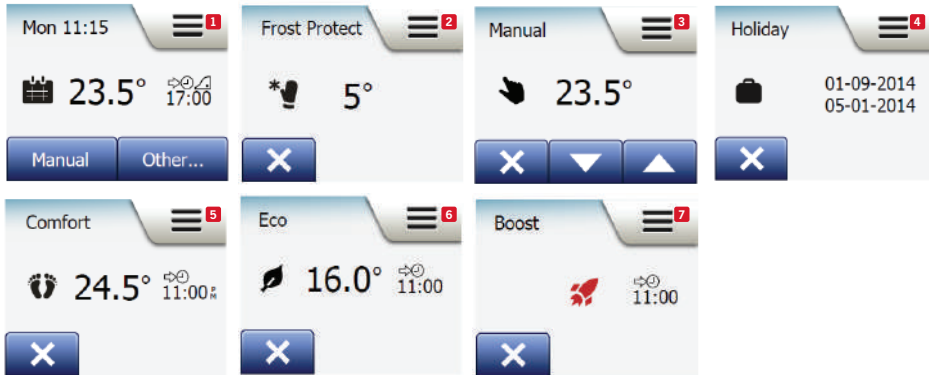 Mon 11:15
1
23.5°
17:00
Manual
Other...
Frost Protect
2
5°
Manual
3
23.5°
Holiday
4
01-09-2014
05-01-2014
Comfort
5
24.5°
11:00 PM
Eco
6
16.0°
11:00
Boost
7
11:00